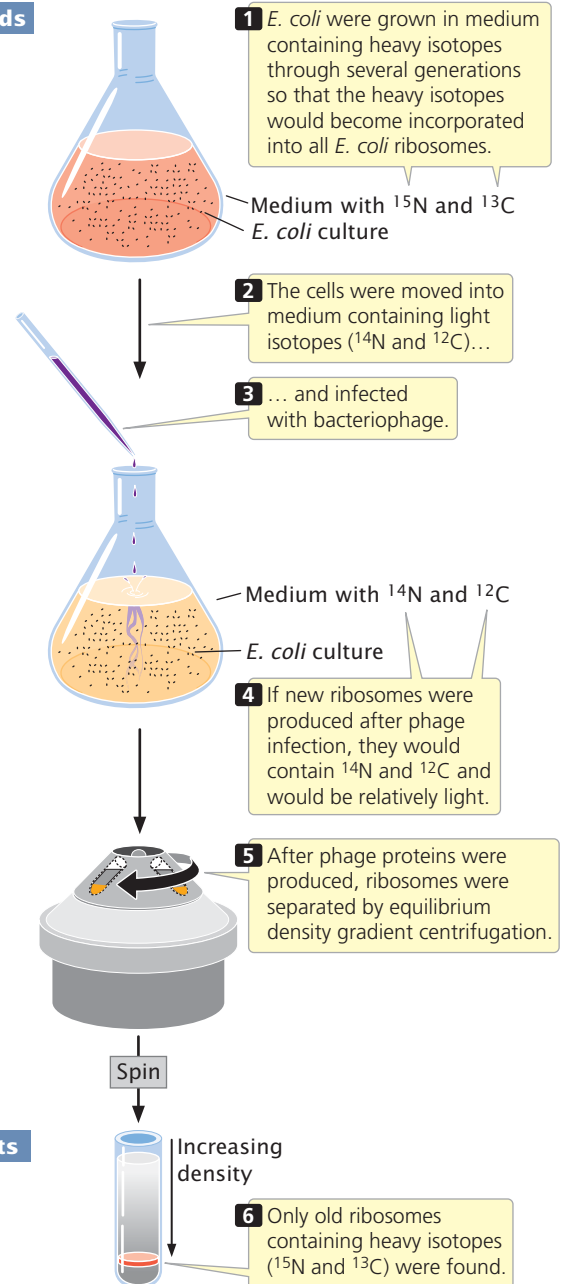 ds
1 E. coli were grown in medium
containing heavy isotopes
through several generations
so that the heavy isotopes
would become incorporated
into all E. coli ribosomes.
Medium with ¹⁵N and ¹³C
E. coli culture
2 The cells were moved into
medium containing light
isotopes (¹⁴N and ¹²C)…
3 … and infected
with bacteriophage.
Medium with ¹⁴N and ¹²C
E. coli culture
4 If new ribosomes were
produced after phage
infection, they would
contain ¹⁴N and ¹²C and
would be relatively light.
5 After phage proteins were
produced, ribosomes were
separated by equilibrium
density gradient centrifugation.
Spin
ts
Increasing
density
6 Only old ribosomes
containing heavy isotopes
(¹⁵N and ¹³C) were found.